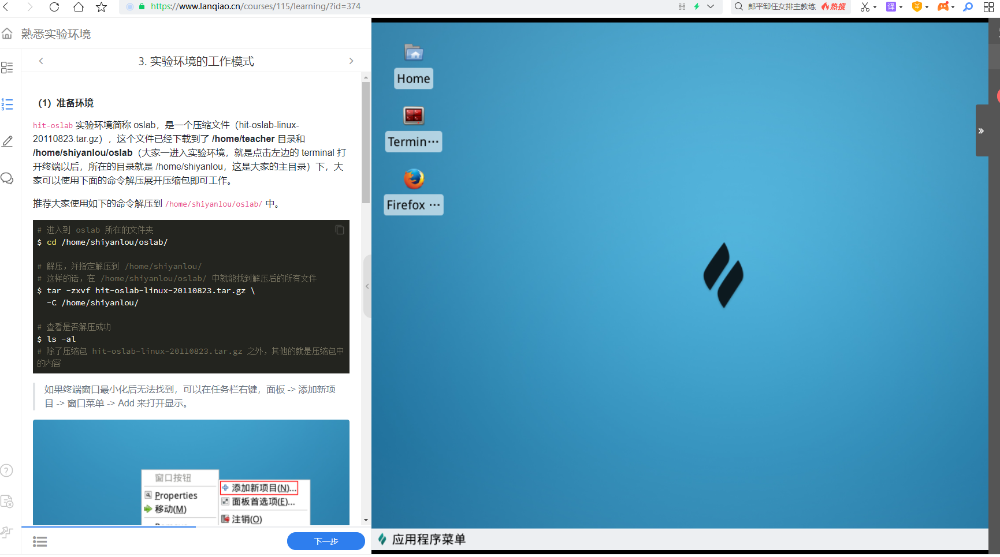 https://www.lanqiao.cn/courses/115/learning/?id=374
郎平卸任女排主教练 热搜
译
熟悉实验环境
3. 实验环境的工作模式
（1）准备环境
hit-oslab 实验环境简称 oslab，是一个压缩文件（hit-oslab-linux-
20110823.tar.gz），这个文件已经下载到了 /home/teacher 目录和
/home/shiyanlou/oslab（大家一进入实验环境，就是点击左边的 terminal 打
开终端以后，所在的目录就是 /home/shiyanlou，这是大家的主目录）下，大
家可以使用下面的命令解压展开压缩包即可工作。
推荐大家使用如下的命令解压到 /home/shiyanlou/oslab/ 中。
# 进入到 oslab 所在的文件夹
$ cd /home/shiyanlou/oslab/
# 解压，并指定解压到 /home/shiyanlou/
# 这样的话，在 /home/shiyanlou/oslab/ 中就能找到解压后的所有文件
$ tar -zxvf hit-oslab-linux-20110823.tar.gz \
-C /home/shiyanlou/
# 查看是否解压成功
$ ls -al
# 除了压缩包 hit-oslab-linux-20110823.tar.gz 之外，其他的就是压缩包中
的内容
如果终端窗口最小化后无法找到，可以在任务栏右键，面板 -> 添加新项
目 -> 窗口菜单 -> Add 来打开显示。
窗口按钮
Properties
移动(M)
添加新项目(N)...
面板首选项(E)...
注销(O)
下一步
Home
Termin···
Firefox ···
应用程序菜单